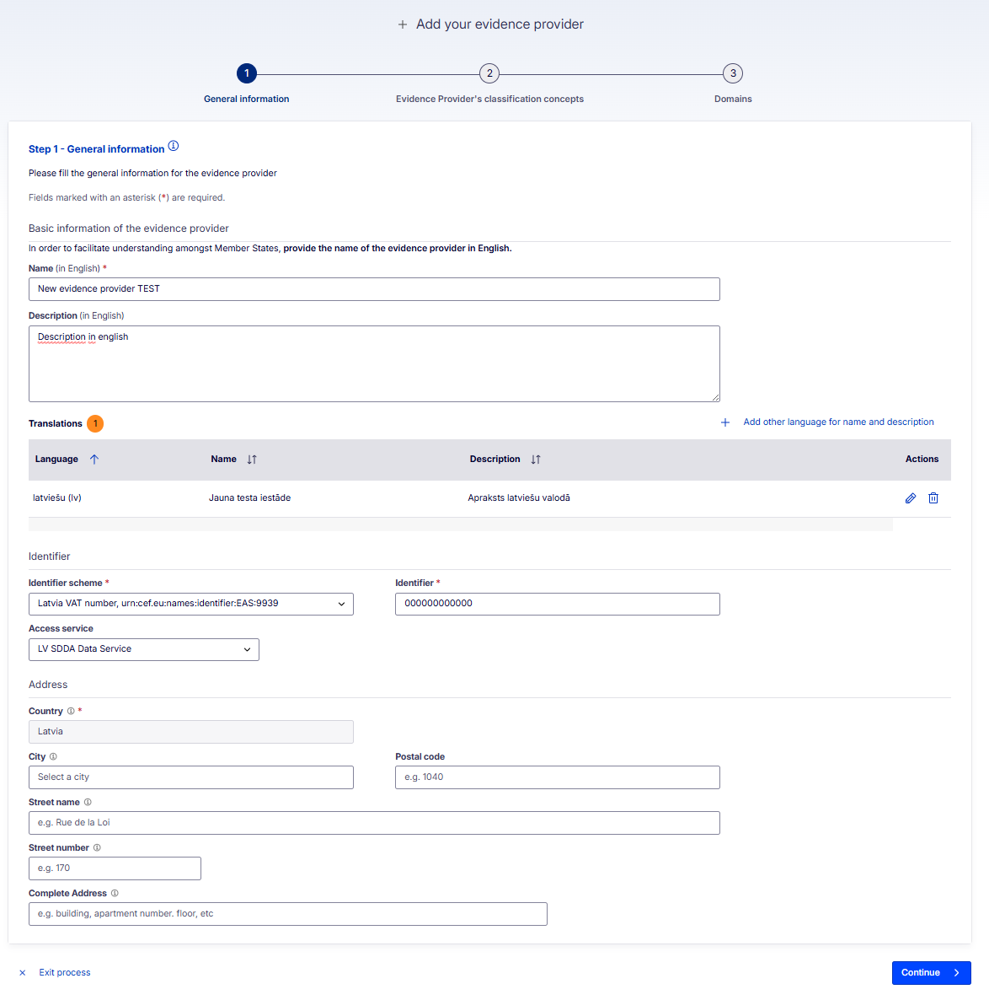 Add your evidence provider
1
2
3
General information
Evidence Provider's classification concepts
Domains
Step 1 - General information
Please fill the general information for the evidence provider
Fields marked with an asterisk (*) are required.
Basic information of the evidence provider
In order to facilitate understanding amongst Member States, provide the name of the evidence provider in English.
Name (in English) *
New evidence provider TEST
Description (in English)
Description in english
Translations 1
Add other language for name and description
Language Name Description Actions
latviešu (lv) Jauna testa iestāde Apraksts latviešu valodā
Identifier
Identifier scheme * Identifier *
Latvia VAT number, urn:cef.eu:names:identifier:EAS:9939 000000000000
Access service
LV SDDA Data Service
Address
Country *
Latvia
City Postal code
Select a city e.g. 1040
Street name
e.g. Rue de la Loi
Street number
e.g. 170
Complete Address
e.g. building, apartment number. floor, etc
Exit process Continue